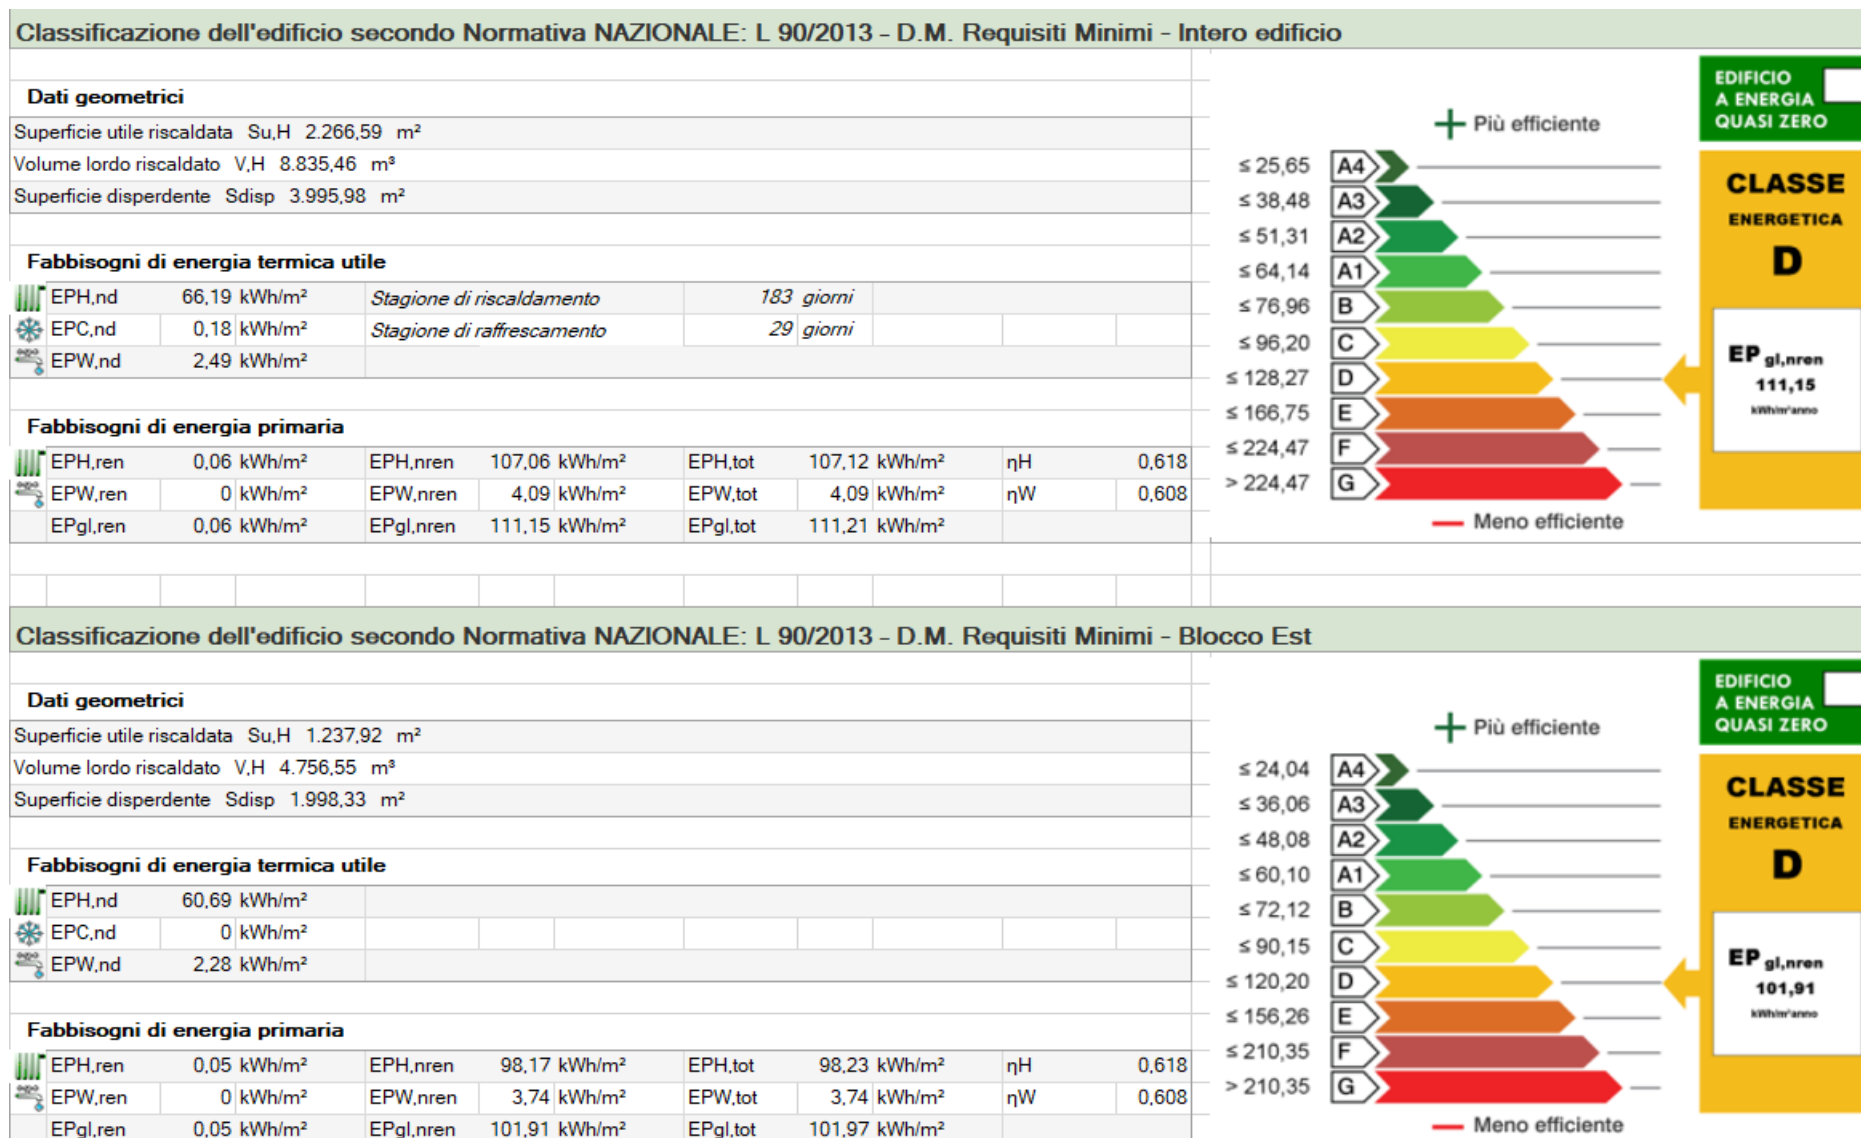 Classificazione dell'edificio secondo Normativa NAZIONALE: L 90/2013 - D.M. Requisiti Minimi - Intero edificio
Dati geometrici
Superficie utile riscaldata Su,H 2.266,59 m²
Volume lordo riscaldato V,H 8.835,46 m³
Superficie disperdente Sdisp 3.995,98 m²
Fabbisogni di energia termica utile
EPH,nd 66,19 kWh/m² Stagione di riscaldamento 183 giorni
EPC,nd 0,18 kWh/m² Stagione di raffrescamento 29 giorni
EPW,nd 2,49 kWh/m²
Fabbisogni di energia primaria
EPH,ren 0,06 kWh/m² EPH,nren 107,06 kWh/m² EPH,tot 107,12 kWh/m² ηH 0,618
EPW,ren 0 kWh/m² EPW,nren 4,09 kWh/m² EPW,tot 4,09 kWh/m² ηW 0,608
EPgl,ren 0,06 kWh/m² EPgl,nren 111,15 kWh/m² EPgl,tot 111,21 kWh/m²
Più efficiente
≤ 25,65 A4
≤ 38,48 A3
≤ 51,31 A2
≤ 64,14 A1
≤ 76,96 B
≤ 96,20 C
≤ 128,27 D
≤ 166,75 E
≤ 224,47 F
> 224,47 G
Meno efficiente
EDIFICIO
A ENERGIA
QUASI ZERO
CLASSE
ENERGETICA
D
EP gl,nren
111,15
kWh/m²anno
Classificazione dell'edificio secondo Normativa NAZIONALE: L 90/2013 - D.M. Requisiti Minimi - Blocco Est
Dati geometrici
Superficie utile riscaldata Su,H 1.237,92 m²
Volume lordo riscaldato V,H 4.756,55 m³
Superficie disperdente Sdisp 1.998,33 m²
Fabbisogni di energia termica utile
EPH,nd 60,69 kWh/m²
EPC,nd 0 kWh/m²
EPW,nd 2,28 kWh/m²
Fabbisogni di energia primaria
EPH,ren 0,05 kWh/m² EPH,nren 98,17 kWh/m² EPH,tot 98,23 kWh/m² ηH 0,618
EPW,ren 0 kWh/m² EPW,nren 3,74 kWh/m² EPW,tot 3,74 kWh/m² ηW 0,608
EPgl,ren 0,05 kWh/m² EPgl,nren 101,91 kWh/m² EPgl,tot 101,97 kWh/m²
Più efficiente
≤ 24,04 A4
≤ 36,06 A3
≤ 48,08 A2
≤ 60,10 A1
≤ 72,12 B
≤ 90,15 C
≤ 120,20 D
≤ 156,26 E
≤ 210,35 F
> 210,35 G
Meno efficiente
EDIFICIO
A ENERGIA
QUASI ZERO
CLASSE
ENERGETICA
D
EP gl,nren
101,91
kWh/m²anno